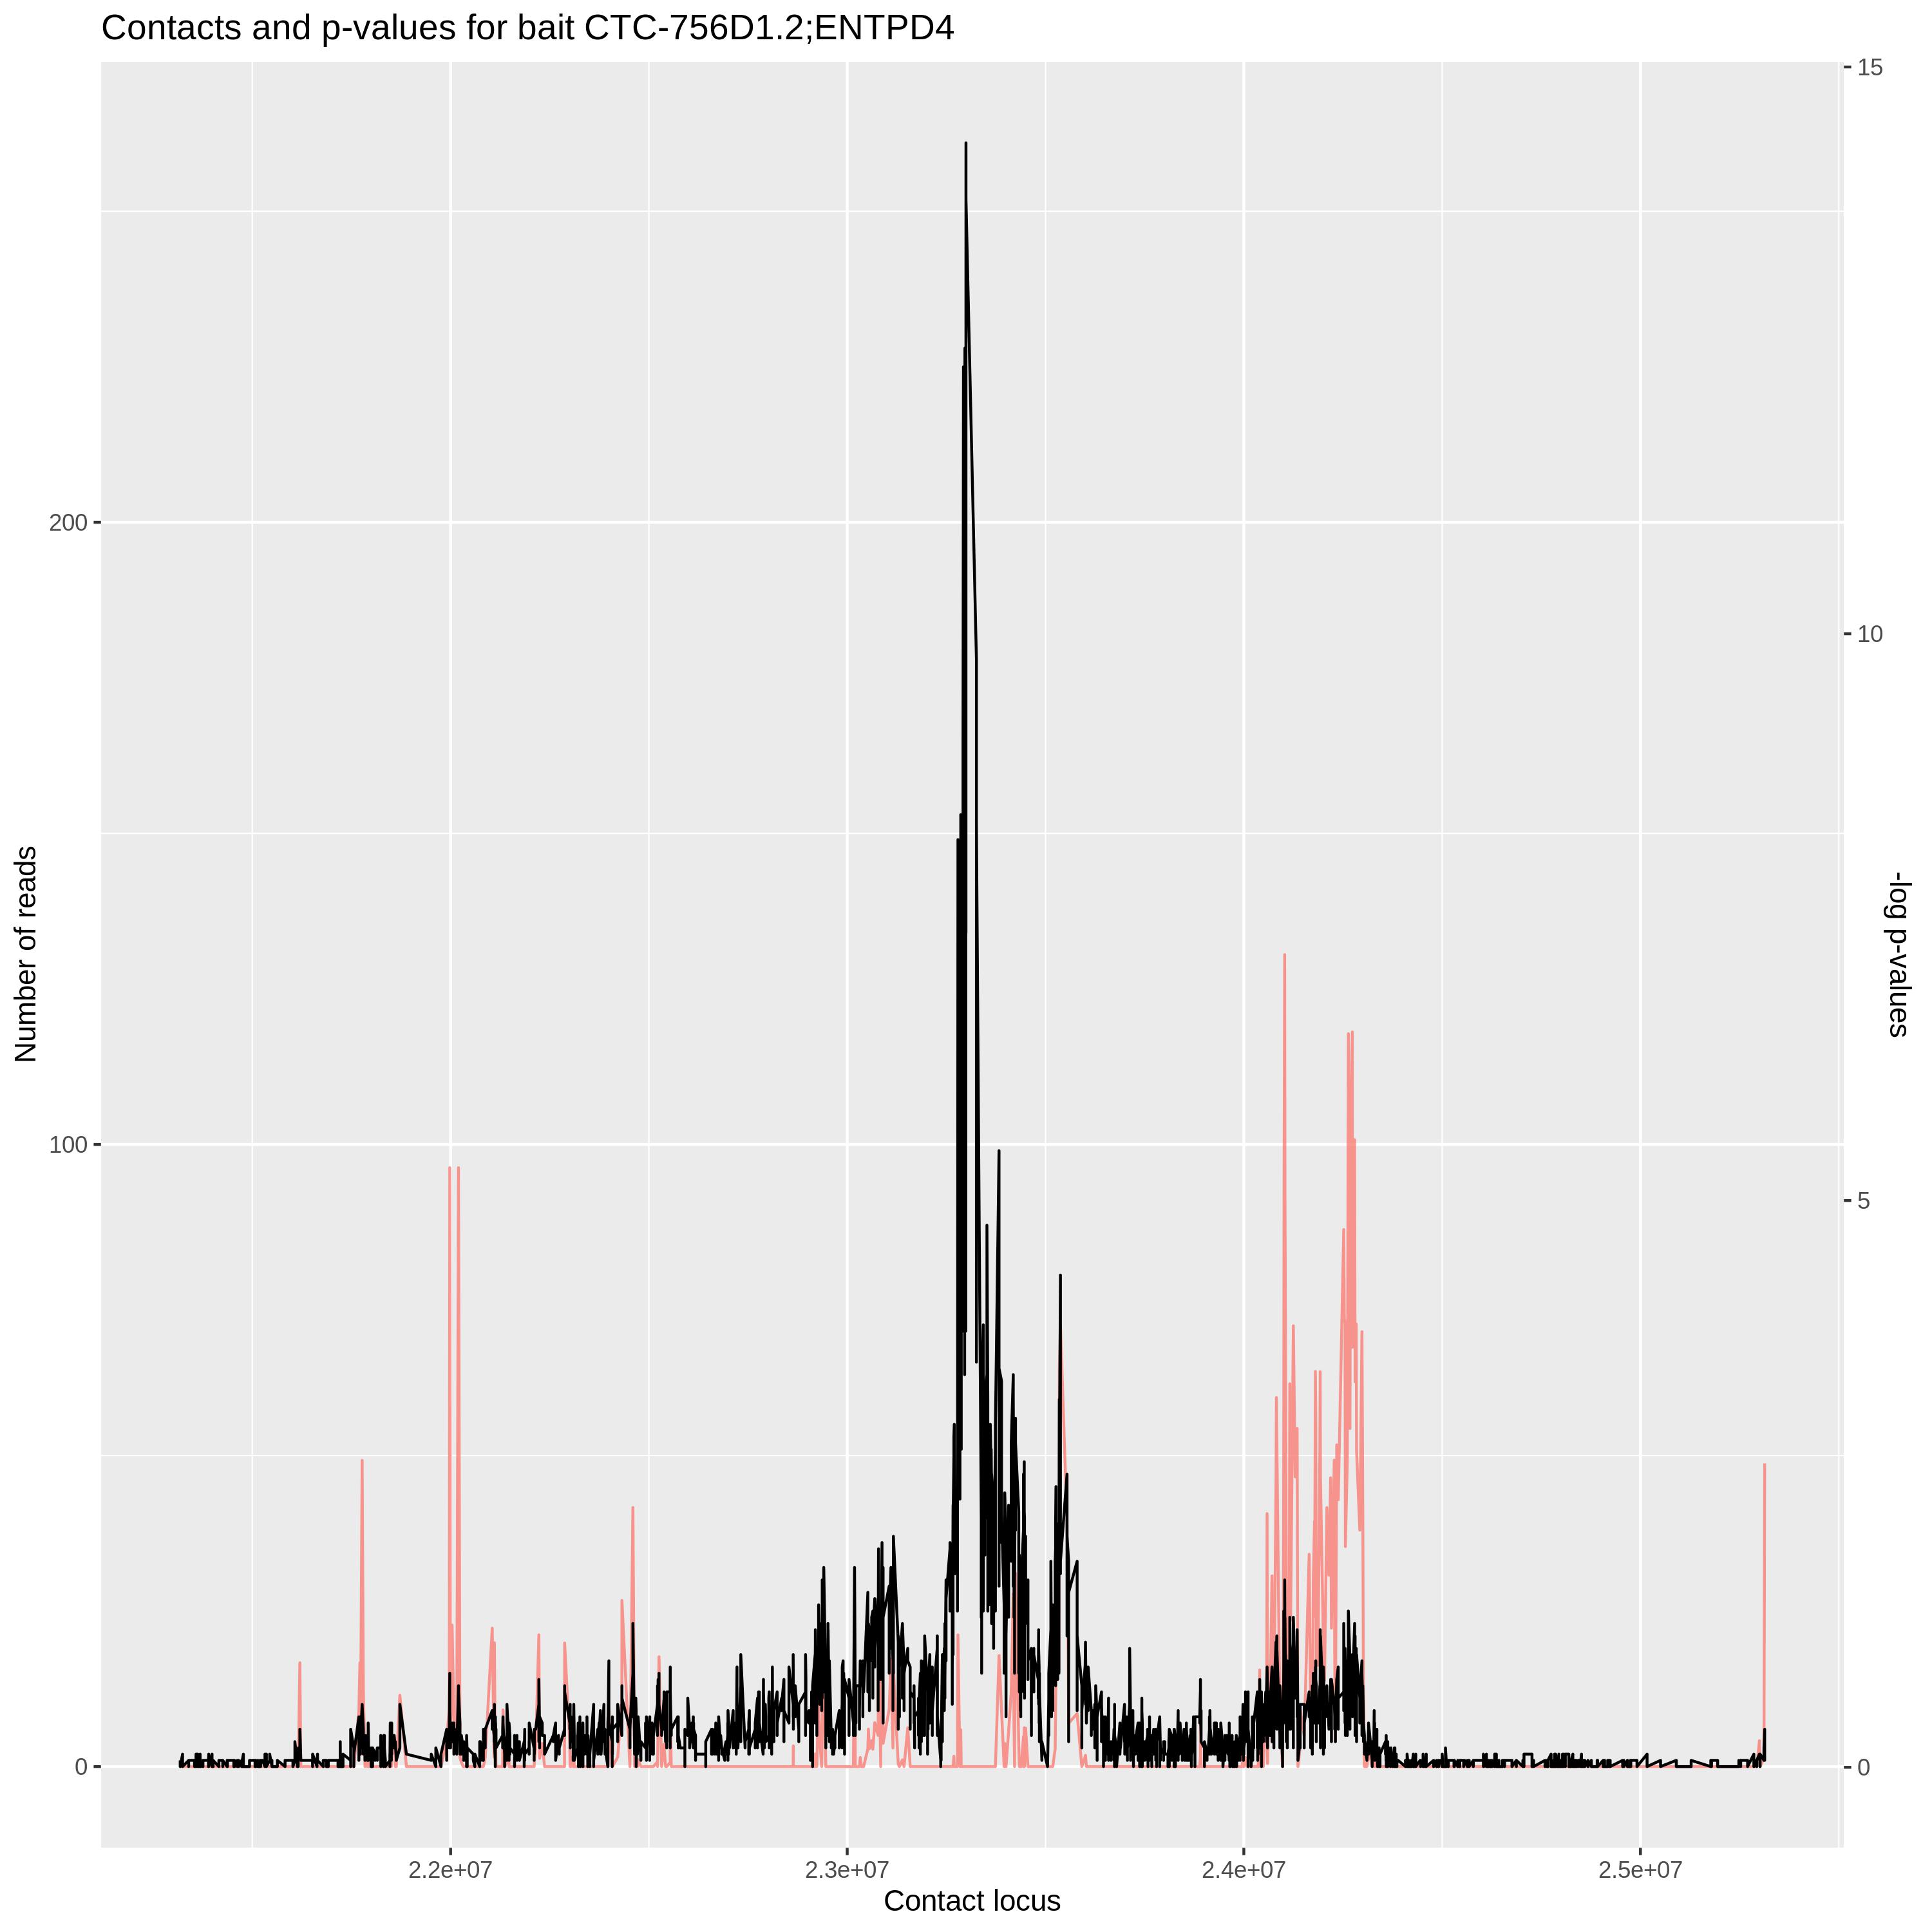 Contacts and p-values for bait CTC-756D1.2;ENTPD4
15
200
10
Number of reads
-log p-values
100
5
0
0
2.2e+07
2.3e+07
2.4e+07
2.5e+07
Contact locus